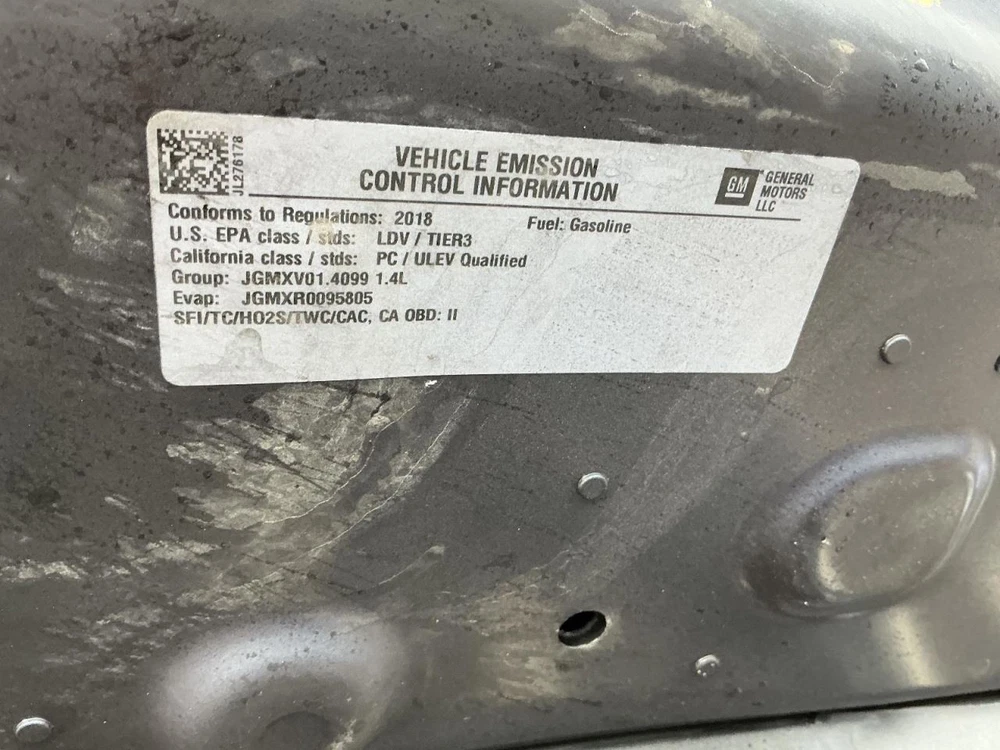 JL276178
VEHICLE EMISSION
CONTROL INFORMATION
GM GENERAL
MOTORS
LLC
Conforms to Regulations: 2018
Fuel: Gasoline
U.S. EPA class / stds: LDV / TIER3
California class / stds: PC / ULEV Qualified
Group: JGMXV01.4099 1.4L
Evap: JGMXR0095805
SFI/TC/HO2S/TWC/CAC, CA OBD: II